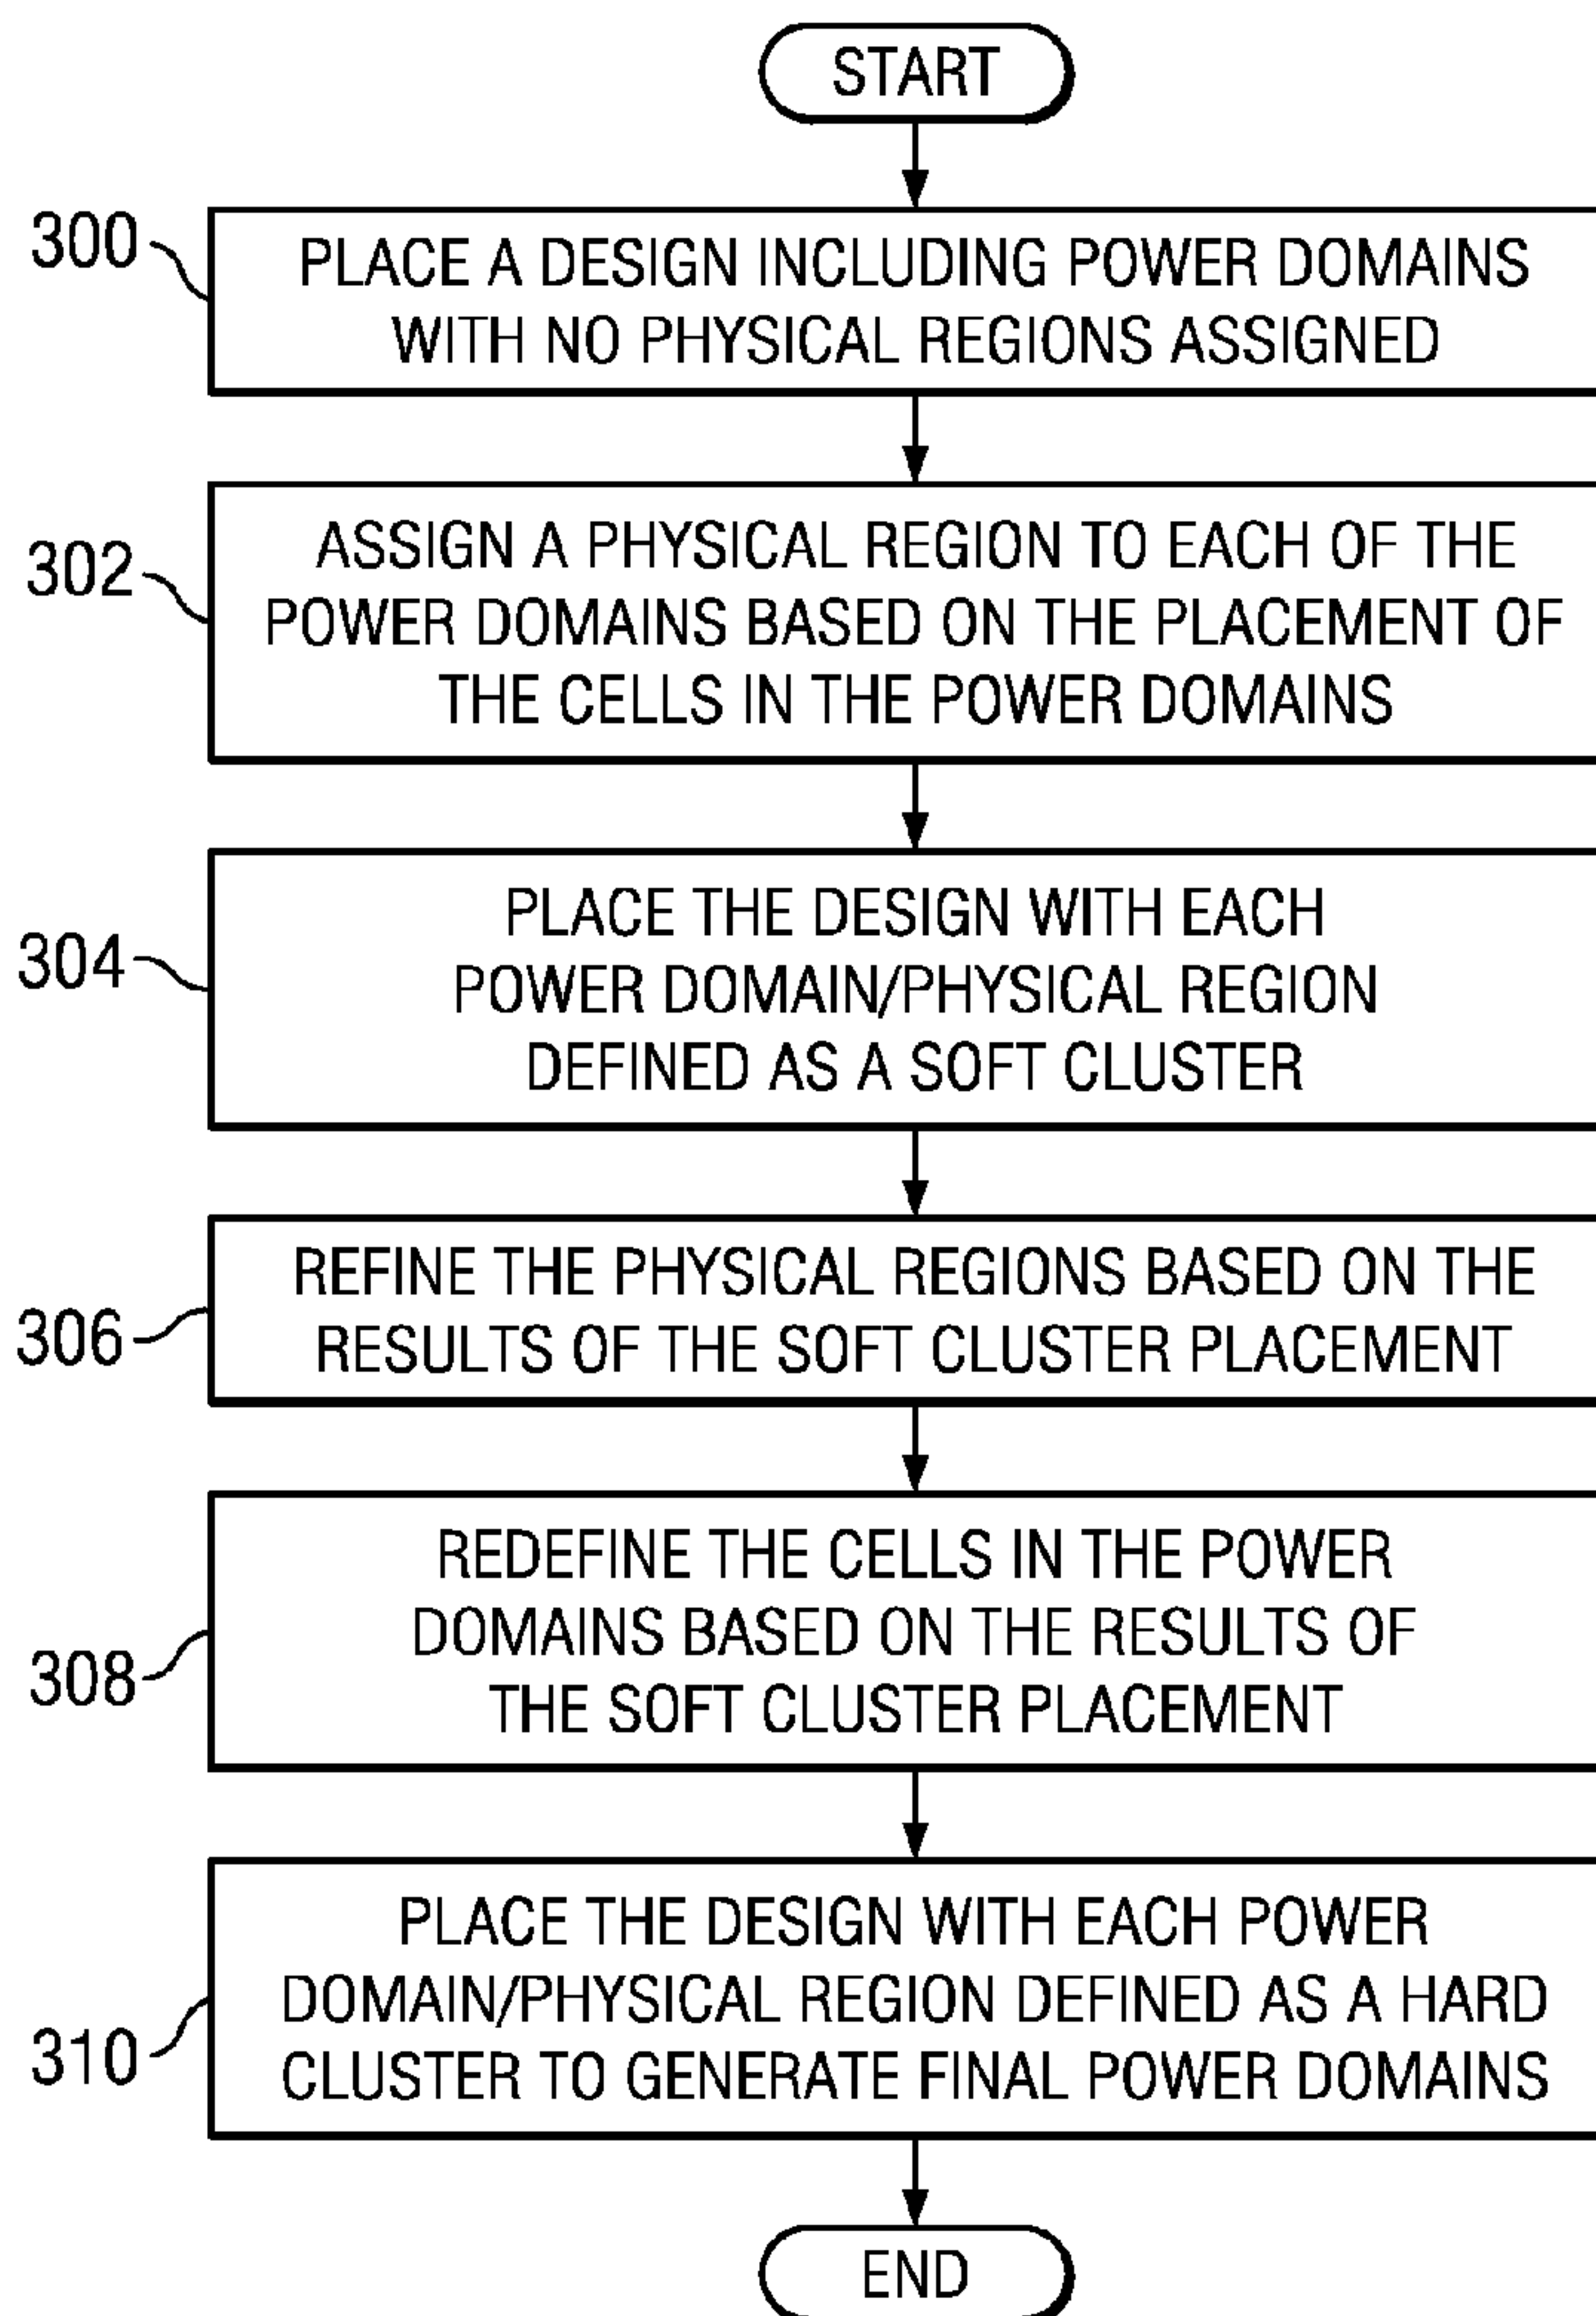 START
300
PLACE A DESIGN INCLUDING POWER DOMAINS
WITH NO PHYSICAL REGIONS ASSIGNED
302
ASSIGN A PHYSICAL REGION TO EACH OF THE
POWER DOMAINS BASED ON THE PLACEMENT OF
THE CELLS IN THE POWER DOMAINS
304
PLACE THE DESIGN WITH EACH
POWER DOMAIN/PHYSICAL REGION
DEFINED AS A SOFT CLUSTER
306
REFINE THE PHYSICAL REGIONS BASED ON THE
RESULTS OF THE SOFT CLUSTER PLACEMENT
308
REDEFINE THE CELLS IN THE POWER
DOMAINS BASED ON THE RESULTS OF
THE SOFT CLUSTER PLACEMENT
310
PLACE THE DESIGN WITH EACH POWER
DOMAIN/PHYSICAL REGION DEFINED AS A HARD
CLUSTER TO GENERATE FINAL POWER DOMAINS
END